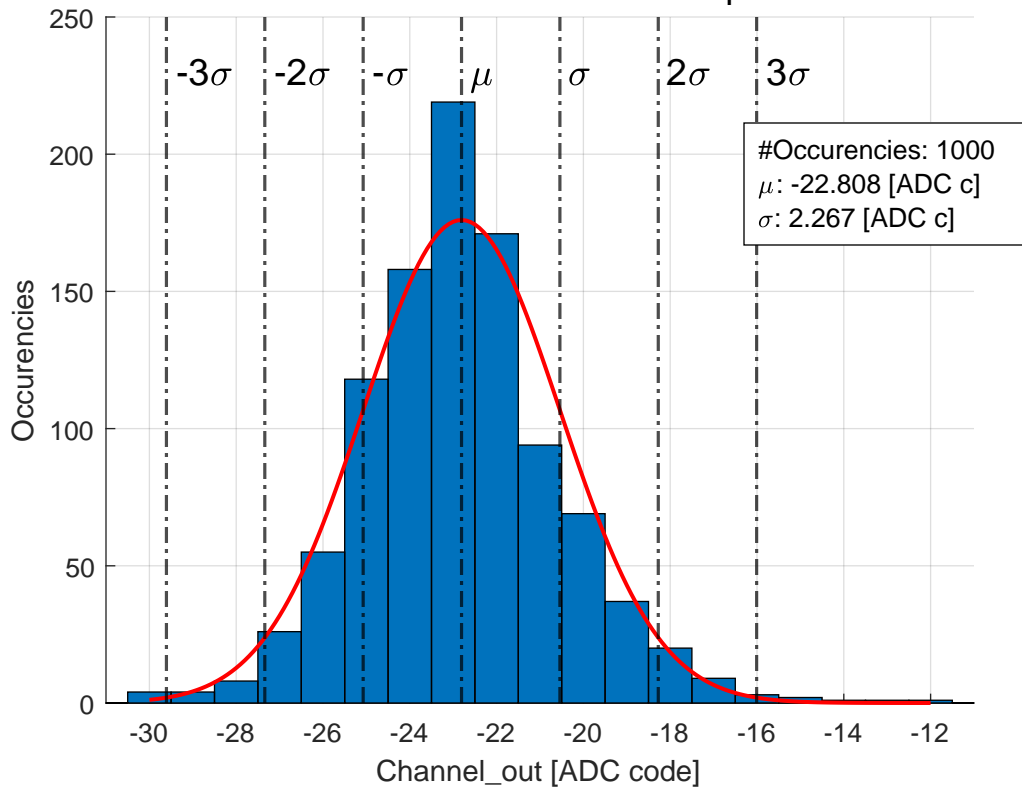 250
-3σ
-2σ
-σ
μ
σ
2σ
3σ
#Occurencies: 1000
μ: -22.808 [ADC c]
σ: 2.267 [ADC c]
200
150
100
50
0
Occurencies
-30
-28
-26
-24
-22
-20
-18
-16
-14
-12
Channel_out [ADC code]